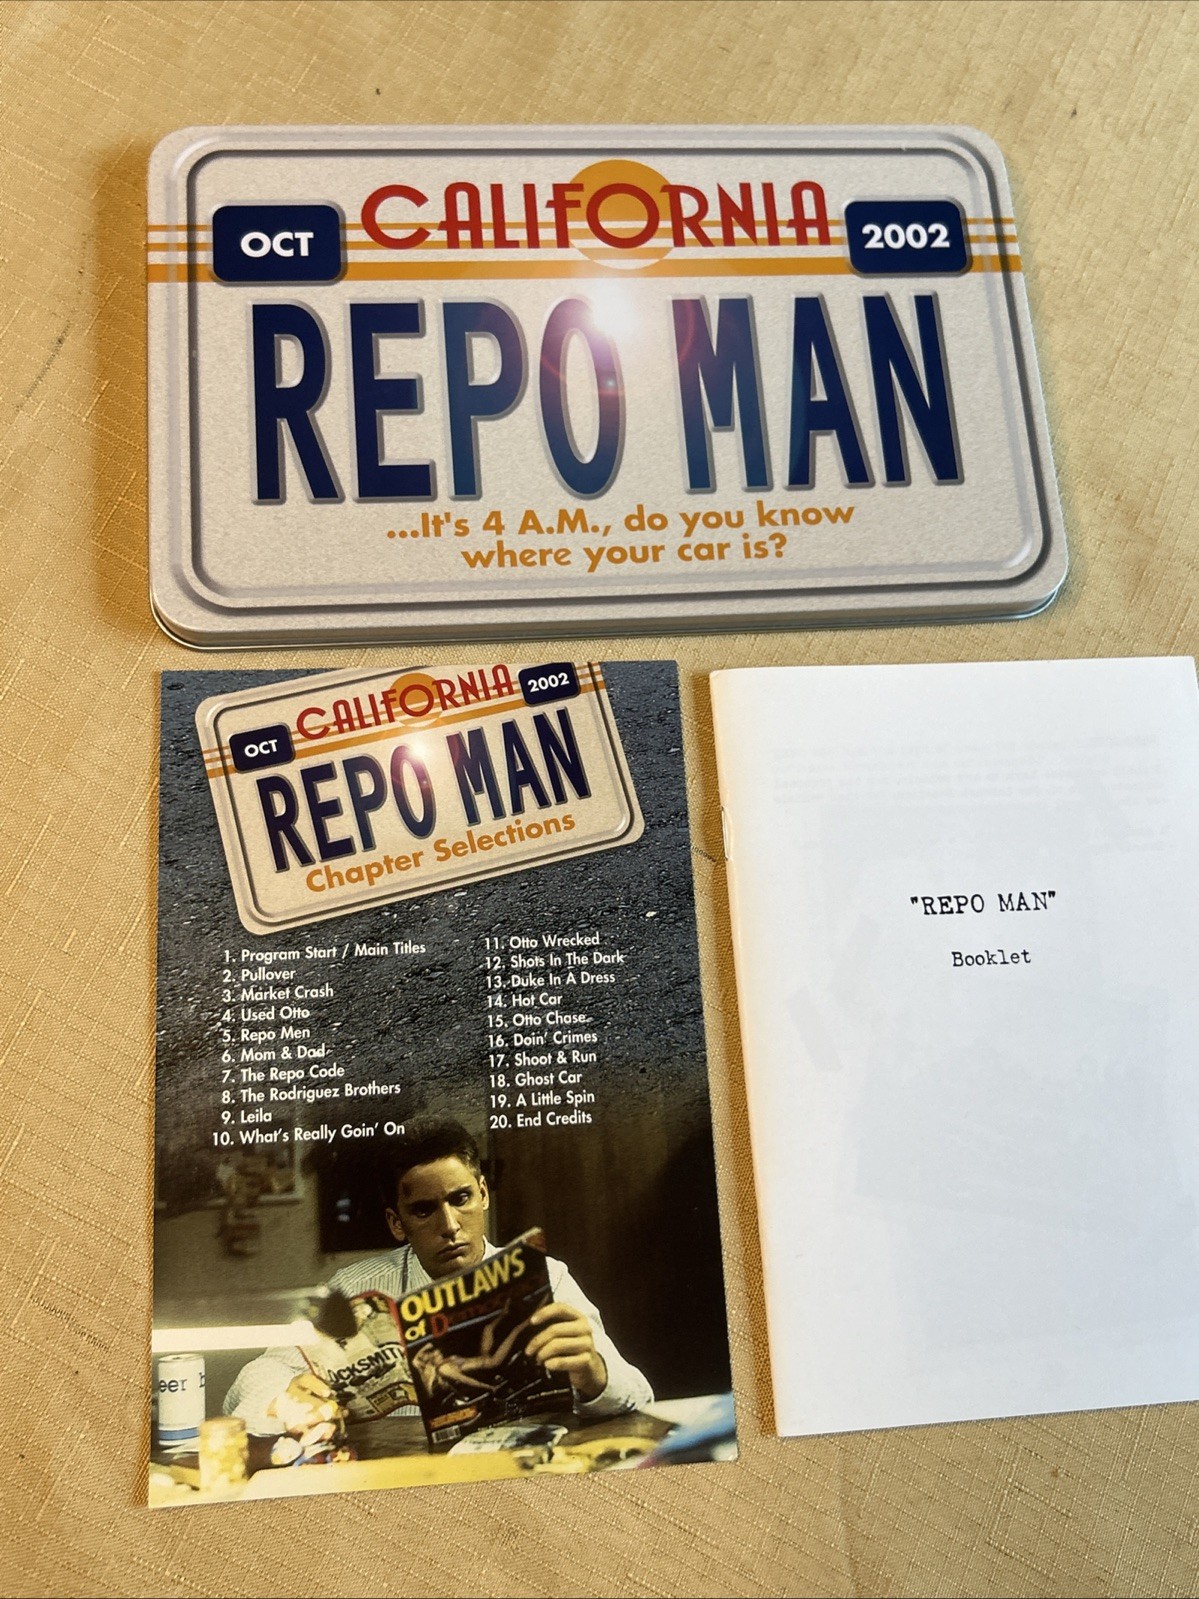 OCT
CALIFORNIA
2002
REPO MAN
...It's 4 A.M., do you know
where your car is?
OCT
CALIFORNIA
2002
REPO MAN
Chapter Selections
1. Program Start / Main Titles
2. Pullover
3. Market Crash
4. Used Otto
5. Repo Men
6. Mom & Dad
7. The Repo Code
8. The Rodriguez Brothers
9. Leila
10. What's Really Goin' On
11. Otto Wrecked
12. Shots In The Dark
13. Duke In A Dress
14. Hot Car
15. Otto Chase
16. Doin' Crimes
17. Shoot & Run
18. Ghost Car
19. A Little Spin
20. End Credits
OUTLAWS
of
OCKSMITH
eer b
"REPO MAN"
Booklet